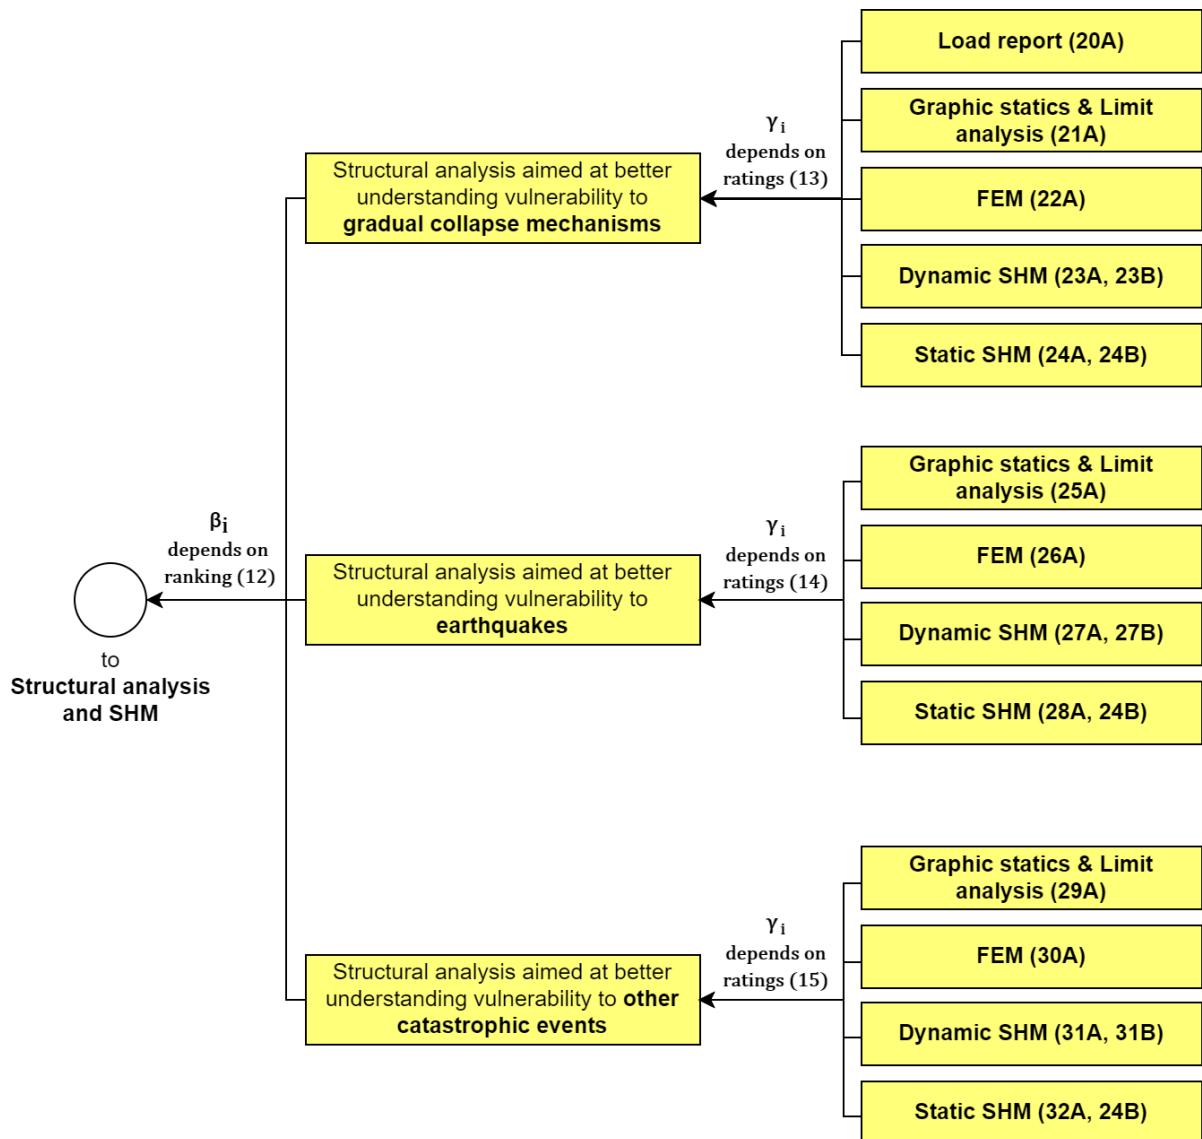 Load report (20A)
Graphic statics & Limit
analysis (21A)
γ i
depends on
ratings (13)
Structural analysis aimed at better
understanding vulnerability to
gradual collapse mechanisms
FEM (22A)
Dynamic SHM (23A, 23B)
Static SHM (24A, 24B)
Graphic statics & Limit
analysis (25A)
βi
depends on
ranking (12)
γ i
depends on
ratings (14)
Structural analysis aimed at better
understanding vulnerability to
earthquakes
FEM (26A)
Dynamic SHM (27A, 27B)
Static SHM (28A, 24B)
to
Structural analysis
and SHM
Graphic statics & Limit
analysis (29A)
γ i
depends on
ratings (15)
Structural analysis aimed at better
understanding vulnerability to other
catastrophic events
FEM (30A)
Dynamic SHM (31A, 31B)
Static SHM (32A, 24B)